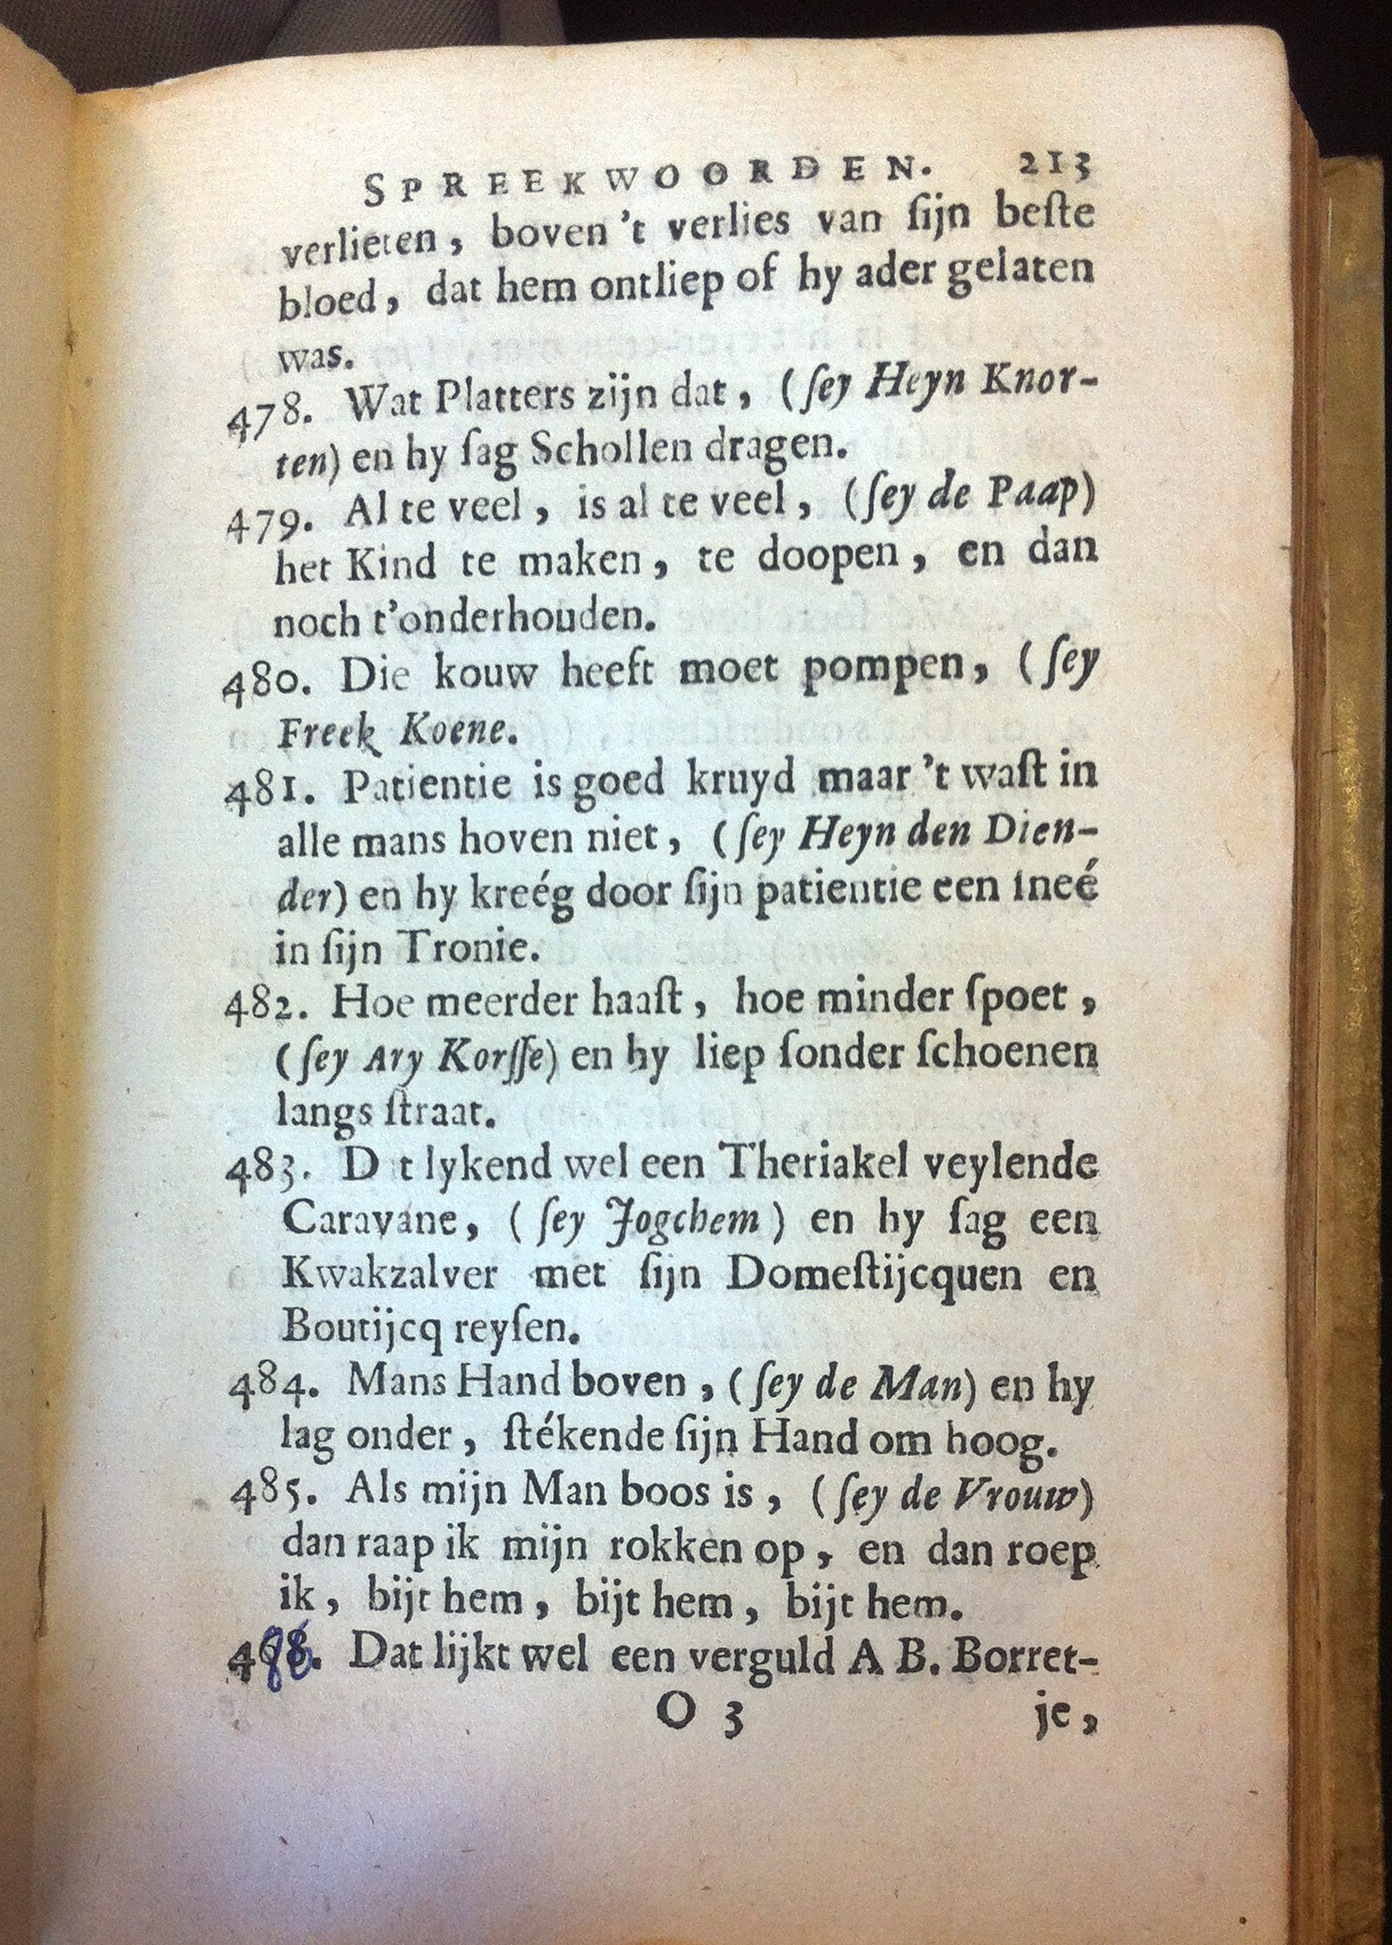 SPREEKWOORDEN. 213
verlieten, boven 't verlies van ſijn beſte
bloed, dat hem ontliep of hy ader gelaten
was.
478. Wat Platters zijn dat, (ſey Heyn Knor-
ten) en hy ſag Schollen dragen.
479. Al te veel, is al te veel, (ſey de Paap)
het Kind te maken, te doopen, en dan
noch t'onderhouden.
480. Die kouw heeft moet pompen, (ſey
Freek Koene.
481. Patientie is goed kruyd maar 't waſt in
alle mans hoven niet, (ſey Heyn den Dien-
der) en hy kreég door ſijn patientie een ſneé
in ſijn Tronie.
482. Hoe meerder haaſt, hoe minder ſpoet,
(ſey Ary Korſſe) en hy liep ſonder ſchoenen
langs ſtraat.
483. D t lykend wel een Theriakel veylende
Caravane, (ſey Jogchem) en hy ſag een
Kwakzalver met ſijn Domeſtijcquen en
Boutijcq reyſen.
484. Mans Hand boven, (ſey de Man) en hy
lag onder, ſtékende ſijn Hand om hoog.
485. Als mijn Man boos is, (ſey de Vrouw)
dan raap ik mijn rokken op, en dan roep
ik, bijt hem, bijt hem, bijt hem.
Dat lijkt wel een verguld A B. Borret-
O 3 je,